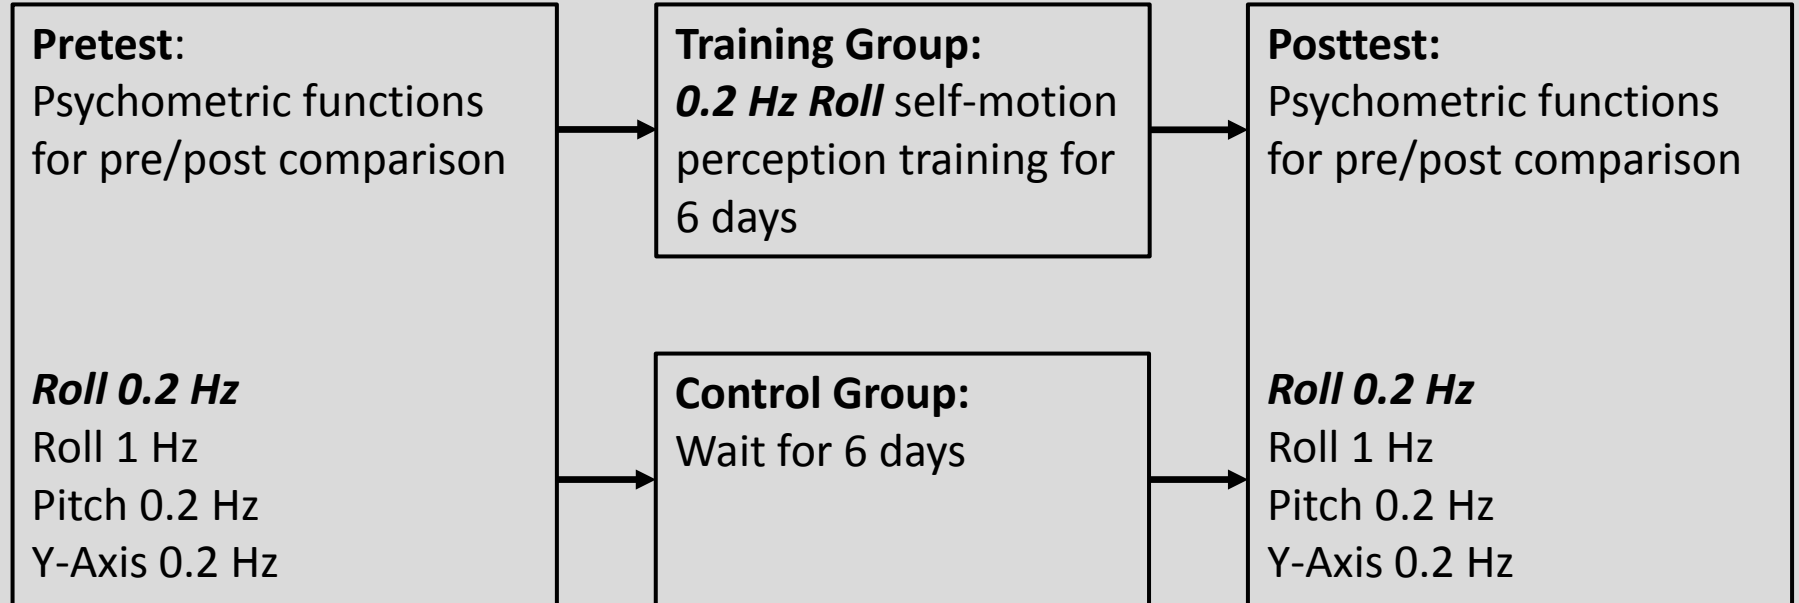 Pretest:
Psychometric functions
for pre/post comparison
Roll 0.2 Hz
Roll 1 Hz
Pitch 0.2 Hz
Y-Axis 0.2 Hz
Training Group:
0.2 Hz Roll self-motion
perception training for
6 days
Control Group:
Wait for 6 days
Posttest:
Psychometric functions
for pre/post comparison
Roll 0.2 Hz
Roll 1 Hz
Pitch 0.2 Hz
Y-Axis 0.2 Hz